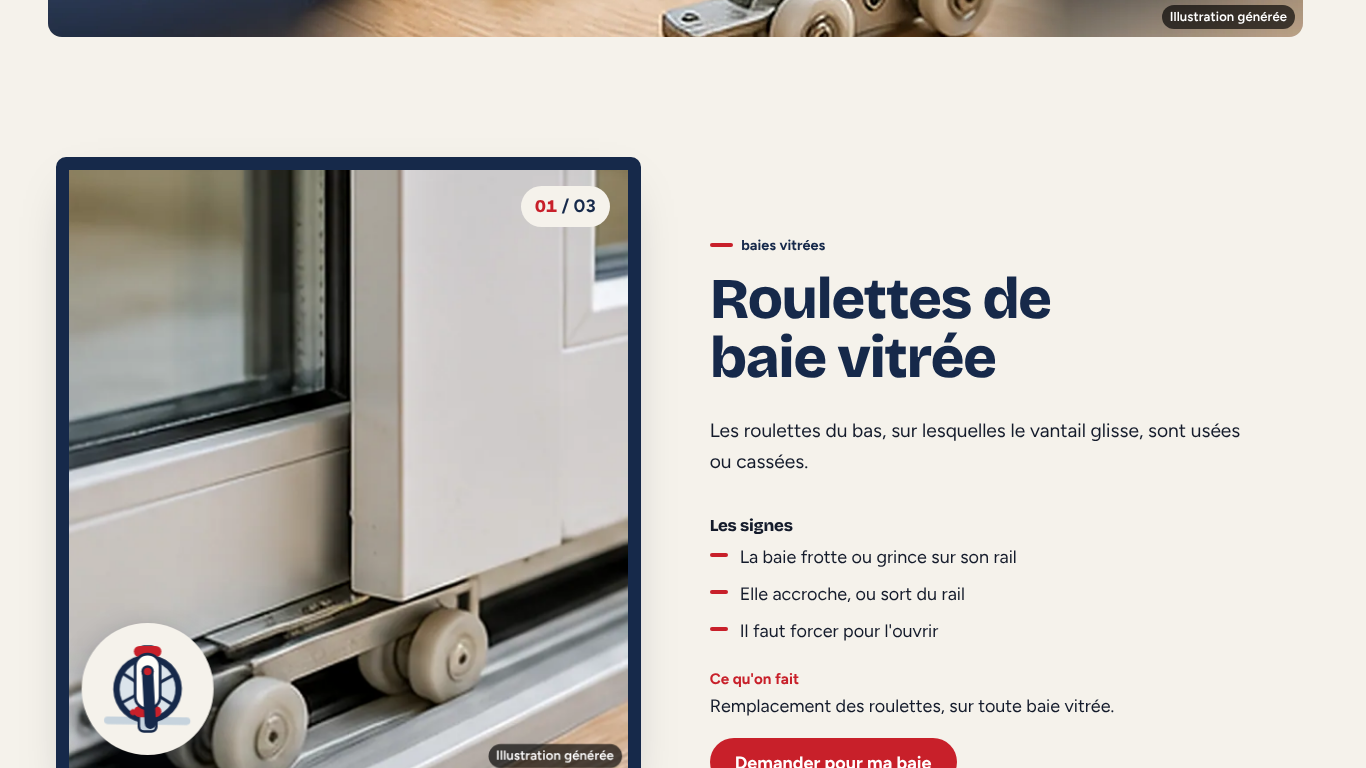 Illustration générée
01 / 03
baies vitrées
Roulettes de
baie vitrée
Les roulettes du bas, sur lesquelles le vantail glisse, sont usées
ou cassées.
Les signes
La baie frotte ou grince sur son rail
Elle accroche, ou sort du rail
Il faut forcer pour l'ouvrir
Ce qu'on fait
Remplacement des roulettes, sur toute baie vitrée.
Illustration générée
Demander pour ma baie